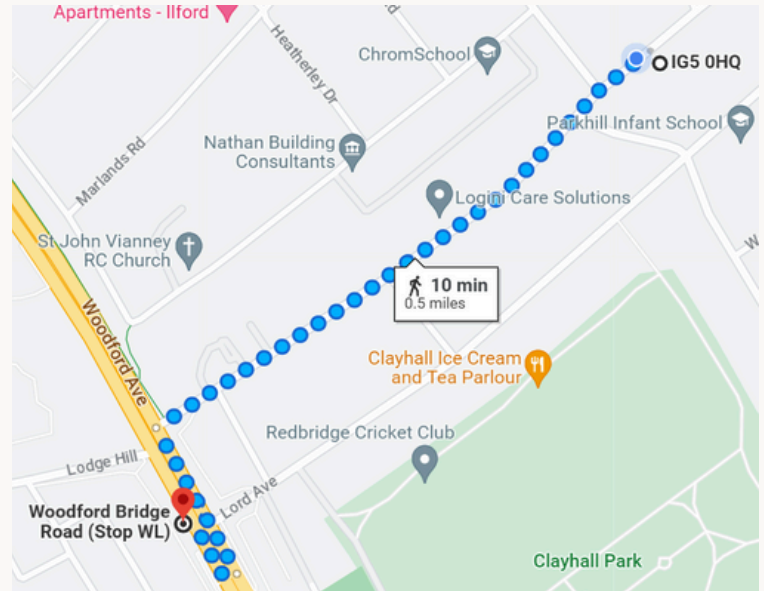 Apartments - Ilford
Rd
Heatherley Dr
ChromSchool
IG5 0HQ
Parkhill Infant School
Marlands Rd
Nathan Building
Consultants
Logini Care Solutions
St John Vianney
RC Church
W
10 min
0.5 miles
Woodford Ave
Clayhall Ice Cream
and Tea Parlour
Redbridge Cricket Club
Lodge Hill
Lord Ave
Woodford Bridge
Road (Stop WL)
Clayhall Park